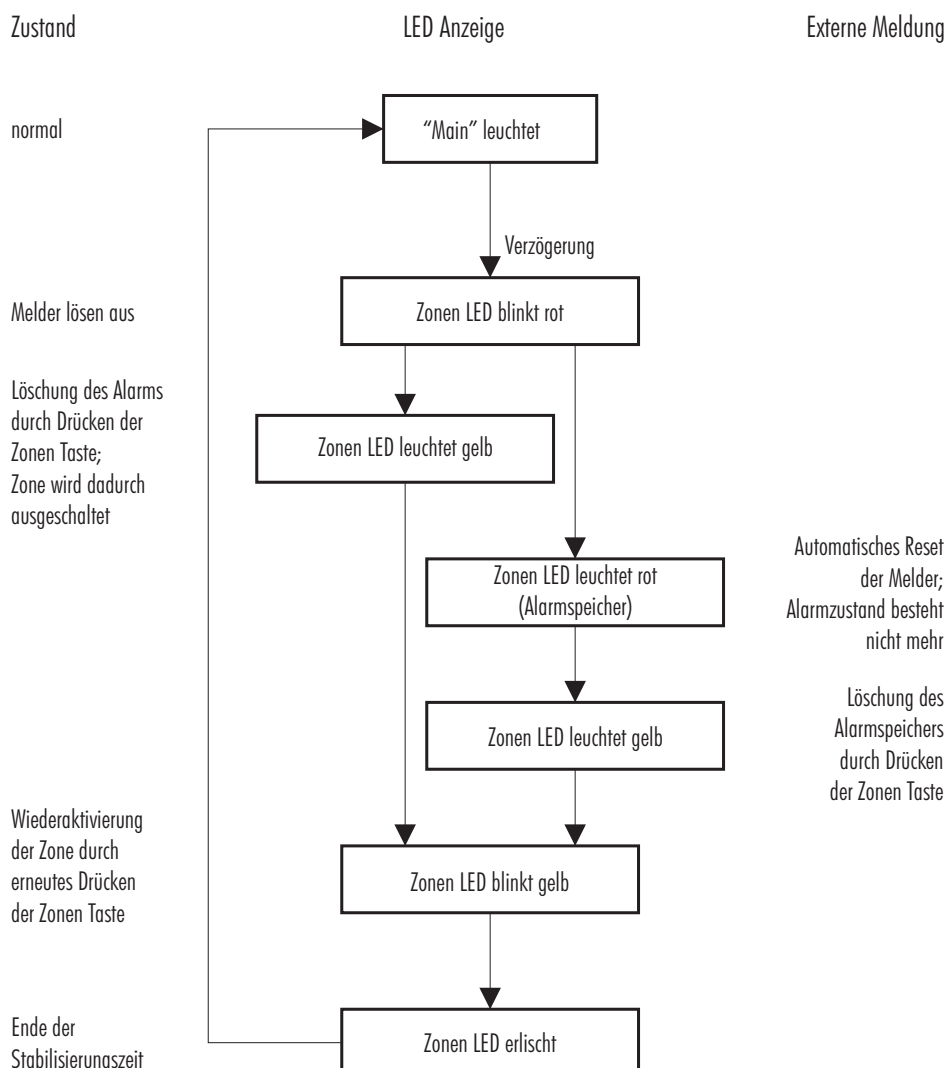 Zustand
LED Anzeige
Externe Meldung
normal
“Main” leuchtet
Verzögerung
Melder lösen aus
Zonen LED blinkt rot
Löschung des Alarms
durch Drücken der
Zonen Taste;
Zone wird dadurch
ausgeschaltet
Zonen LED leuchtet gelb
Zonen LED leuchtet rot
(Alarmspeicher)
Automatisches Reset
der Melder;
Alarmzustand besteht
nicht mehr
Zonen LED leuchtet gelb
Löschung des
Alarmspeichers
durch Drücken
der Zonen Taste
Wiederaktivierung
der Zone durch
erneutes Drücken
der Zonen Taste
Zonen LED blinkt gelb
Ende der
Stabilisierungszeit
Zonen LED erlischt